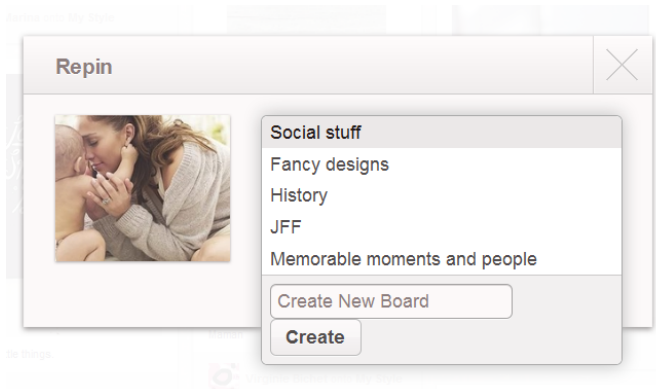 Repin
Social stuff
Fancy designs
History
JFF
Memorable moments and people
Create New Board
Create